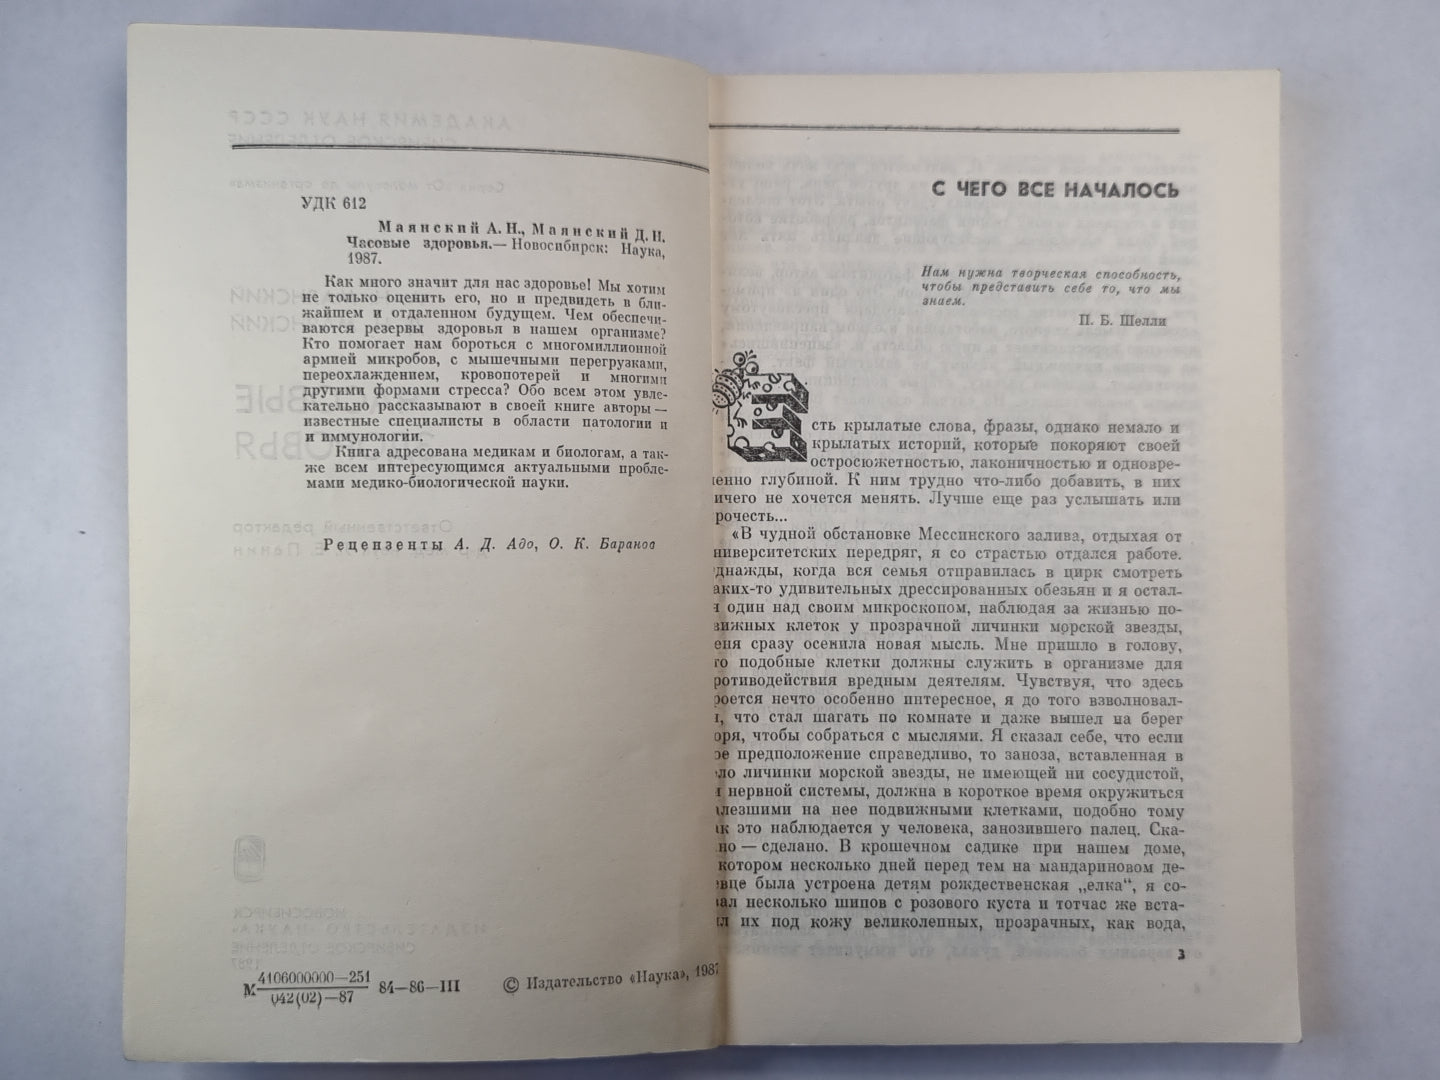 УДК 612
Маянский А. Н., Маянский Д. Н.
Часовые здоровья.— Новосибирск: Наука,
1987.
Как много значит для нас здоровье! Мы хотим
не только оценить его, но и предвидеть в бли-
жайшем и отдаленном будущем. Чем обеспечи-
ваются резервы здоровья в нашем организме?
Кто помогает нам бороться с многомиллионной
армией микробов, с мышечными перегрузками,
переохлаждением, кровопотерей и многими
другими формами стресса? Обо всем этом увле-
кательно рассказывают в своей книге авторы —
известные специалисты в области патологии и
и иммунологии.
Книга адресована медикам и биологам, а так-
же всем интересующимся актуальными пробле-
мами медико-биологической науки.
Рецензенты А. Д. Адо, О. К. Баранов
М 4106000000—251
042(02)—87
84—86—III
© Издательство «Наука», 1987
С ЧЕГО ВСЕ НАЧАЛОСЬ
Нам нужна творческая способность,
чтобы представить себе то, что мы
знаем.
П. Б. Шелли
Есть крылатые слова, фразы, однако немало и
крылатых историй, которые покоряют своей
остросюжетностью, лаконичностью и одновре-
енно глубиной. К ним трудно что-либо добавить, в них
ичего не хочется менять. Лучше еще раз услышать или
рочесть...
«В чудной обстановке Мессинского залива, отдыхая от
ниверситетских передряг, я со страстью отдался работе.
днажды, когда вся семья отправилась в цирк смотреть
аких-то удивительных дрессированных обезьян и я остал-
я один над своим микроскопом, наблюдая за жизнью по-
вижных клеток у прозрачной личинки морской звезды,
еня сразу осенила новая мысль. Мне пришло в голову,
то подобные клетки должны служить в организме для
ротиводействия вредным деятелям. Чувствуя, что здесь
роется нечто особенно интересное, я до того взволновал-
я, что стал шагать по комнате и даже вышел на берег
оря, чтобы собраться с мыслями. Я сказал себе, что если
ое предположение справедливо, то заноза, вставленная в
ло личинки морской звезды, не имеющей ни сосудистой,
и нервной системы, должна в короткое время окружиться
алезшими на нее подвижными клетками, подобно тому
ак это наблюдается у человека, занозившего палец. Ска-
но — сделано. В крошечном садике при нашем доме,
котором несколько дней перед тем на мандариновом де-
евце была устроена детям рождественская „елка“, я со-
вал несколько шипов с розового куста и тотчас же вста-
ил их под кожу великолепных, прозрачных, как вода,
3